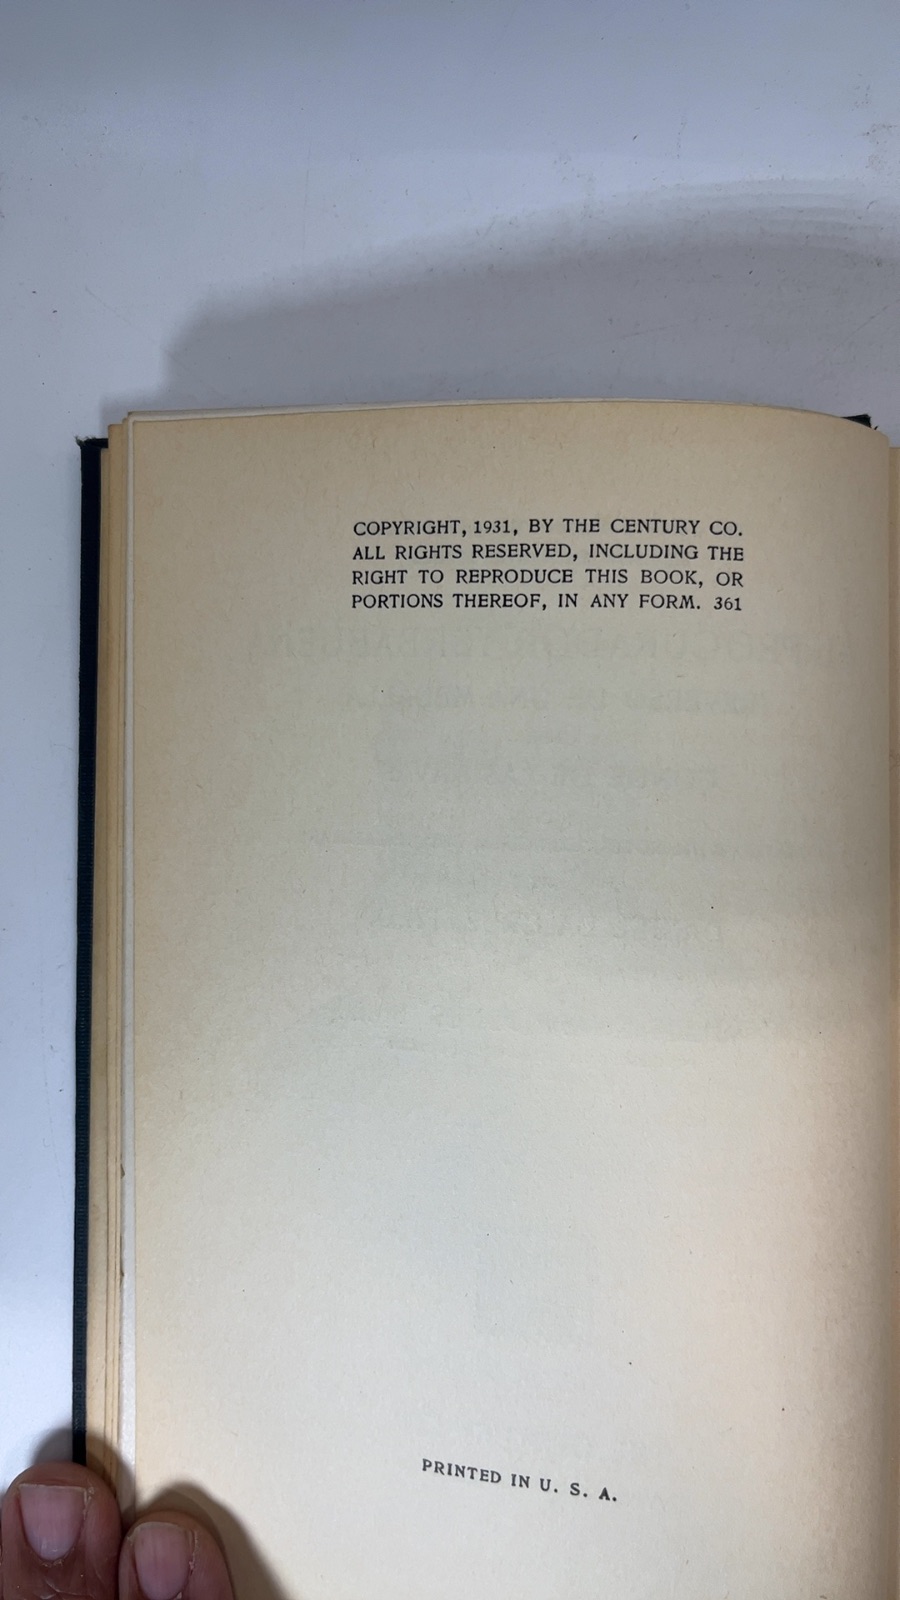 COPYRIGHT, 1931, BY THE CENTURY CO.
ALL RIGHTS RESERVED, INCLUDING THE
RIGHT TO REPRODUCE THIS BOOK, OR
PORTIONS THEREOF, IN ANY FORM. 361
PRINTED IN U. S. A.